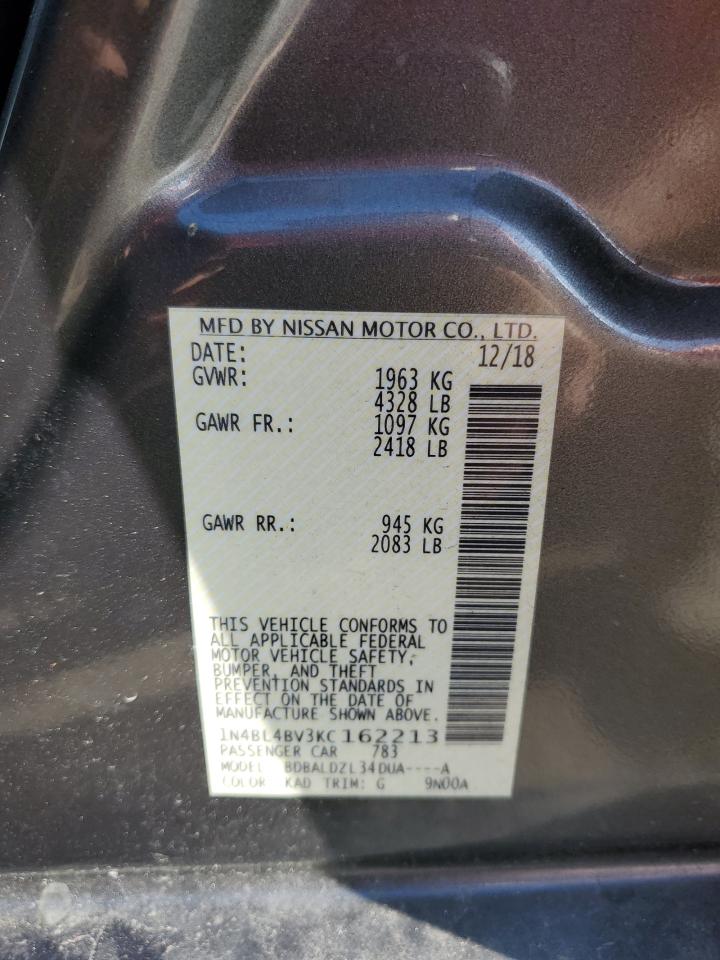 MFD BY NISSAN MOTOR CO., LTD.
DATE: 12/18
GVWR: 1963 KG
4328 LB
GAWR FR.: 1097 KG
2418 LB
GAWR RR.: 945 KG
2083 LB
THIS VEHICLE CONFORMS TO
ALL APPLICABLE FEDERAL
MOTOR VEHICLE SAFETY,
BUMPER, AND THEFT
PREVENTION STANDARDS IN
EFFECT ON THE DATE OF
MANUFACTURE SHOWN ABOVE.
1N4BL4BV3KC162213
PASSENGER CAR 783
MODEL: BDBALDZL34DUA----A
COLOR: KAD TRIM: G 9N00A